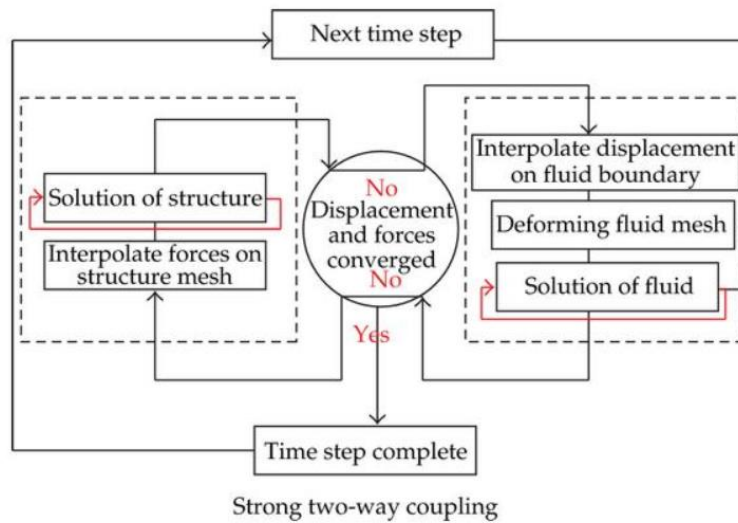 Next time step
Solution of structure
Interpolate forces on
structure mesh
No
Displacement
and forces
converged
No
Yes
Interpolate displacement
on fluid boundary
Deforming fluid mesh
Solution of fluid
Time step complete
Strong two-way coupling